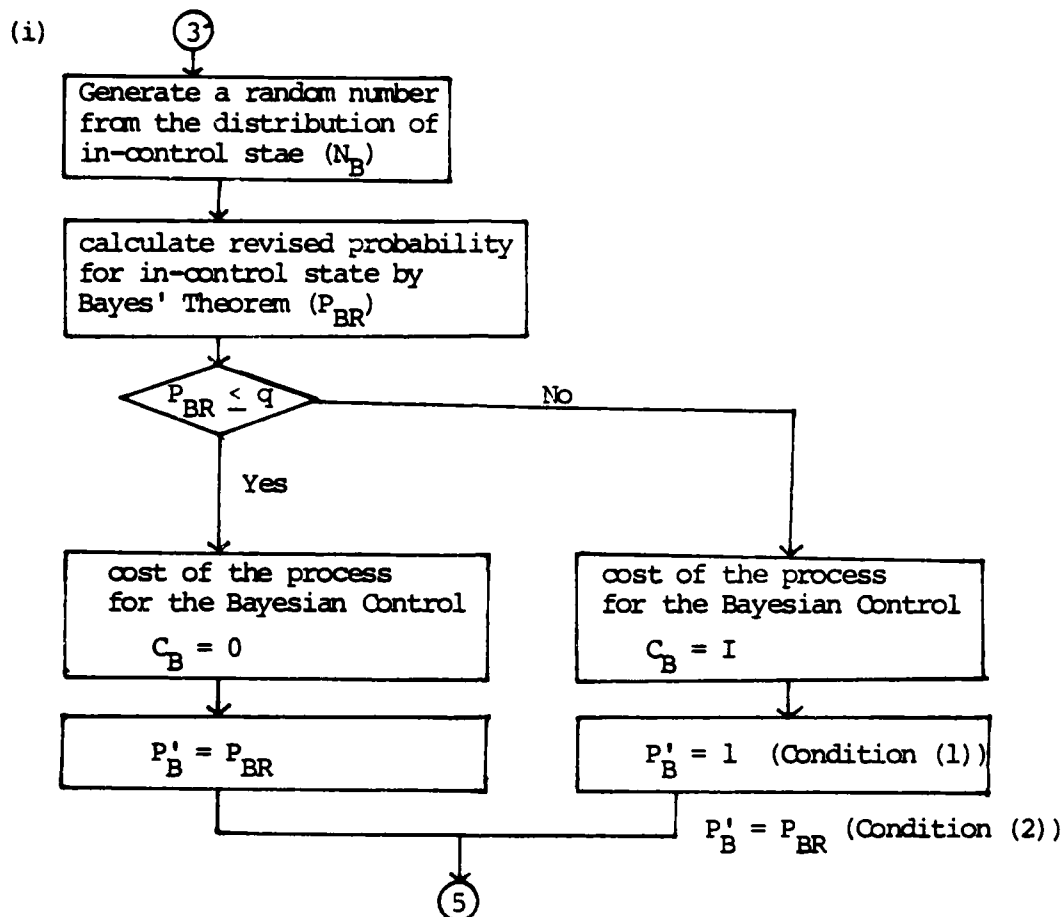 (i)
3
Generate a random number
from the distribution of
in-control stae (N_B)
calculate revised probability
for in-control state by
Bayes' Theorem (P_BR)
P_BR ≤ q
No
Yes
cost of the process
for the Bayesian Control
C_B = 0
cost of the process
for the Bayesian Control
C_B = I
P'_B = P_BR
P'_B = 1 (Condition (1))
P'_B = P_BR (Condition (2))
5